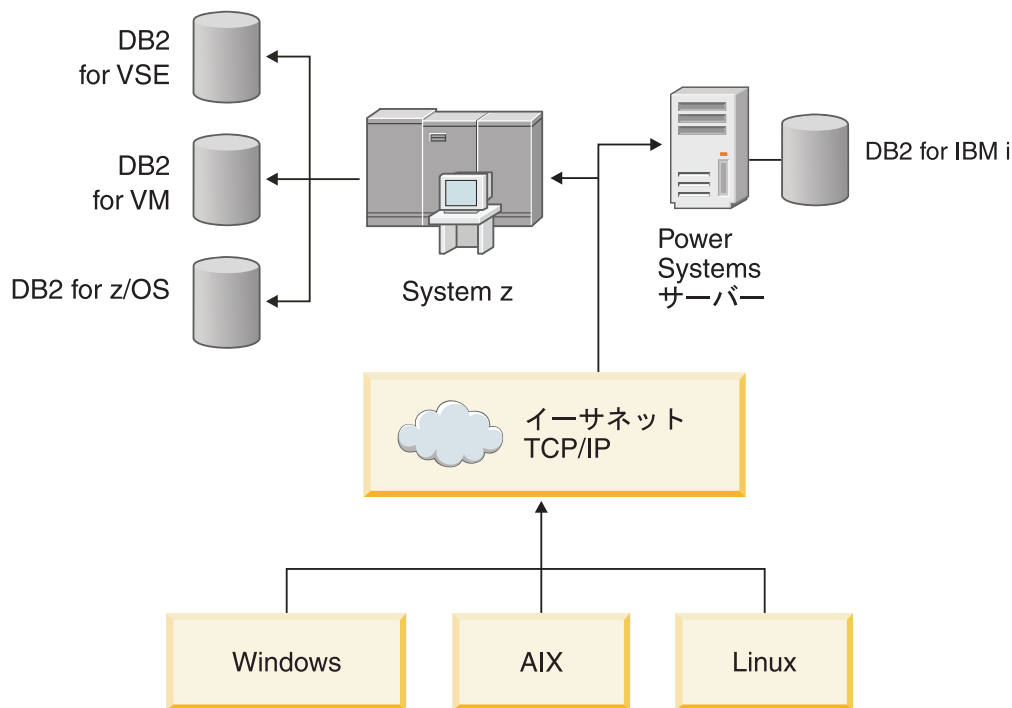 DB2
for VSE
DB2
for VM
DB2 for z/OS
System z
Power
Systems
サーバー
DB2 for IBM i
イーサネット
TCP/IP
Windows
AIX
Linux